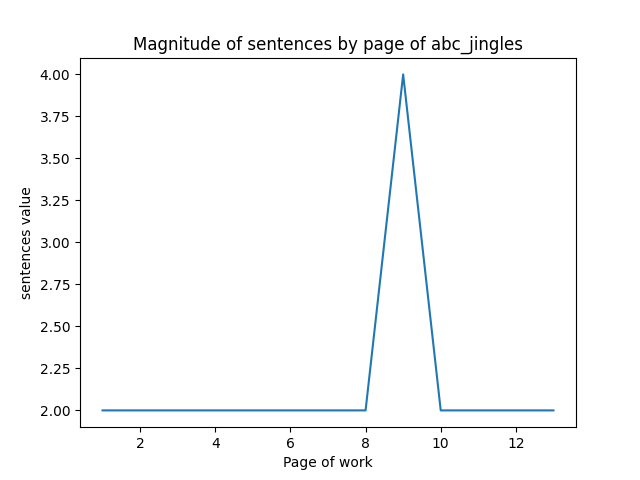 Magnitude of sentences by page of abc_jingles
4.00
3.75
3.50
3.25
3.00
2.75
2.50
2.25
2.00
sentences value
2 4 6 8 10 12
Page of work